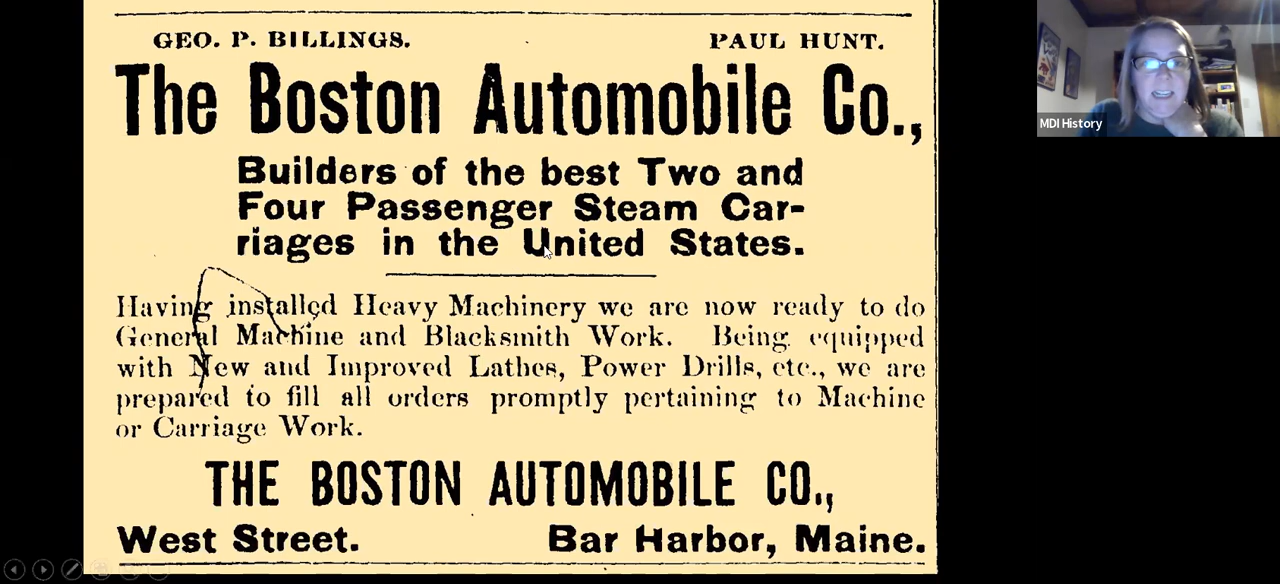 GEO. P. BILLINGS. PAUL HUNT.
The Boston Automobile Co.,
Builders of the best Two and
Four Passenger Steam Car-
riages in the United States.
Having installed Heavy Machinery we are now ready to do
General Machine and Blacksmith Work. Being equipped
with New and Improved Lathes, Power Drills, etc., we are
prepared to fill all orders promptly pertaining to Machine
or Carriage Work.
THE BOSTON AUTOMOBILE CO.,
West Street. Bar Harbor, Maine.
MDI History